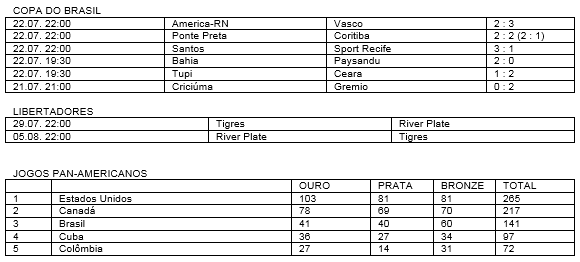 COPA DO BRASIL
22.07. 22:00 America-RN Vasco 2 : 3
22.07. 22:00 Ponte Preta Coritiba 2 : 2 (2 : 1)
22.07. 22:00 Santos Sport Recife 3 : 1
22.07. 19:30 Bahia Paysandu 2 : 0
22.07. 19:30 Tupi Ceara 1 : 2
21.07. 21:00 Criciúma Gremio 0 : 2
LIBERTADORES
29.07. 22:00 Tigres River Plate
05.08. 22:00 River Plate Tigres
JOGOS PAN-AMERICANOS
OURO PRATA BRONZE TOTAL
1 Estados Unidos 103 81 81 265
2 Canadá 78 69 70 217
3 Brasil 41 40 60 141
4 Cuba 36 27 34 97
5 Colômbia 27 14 31 72